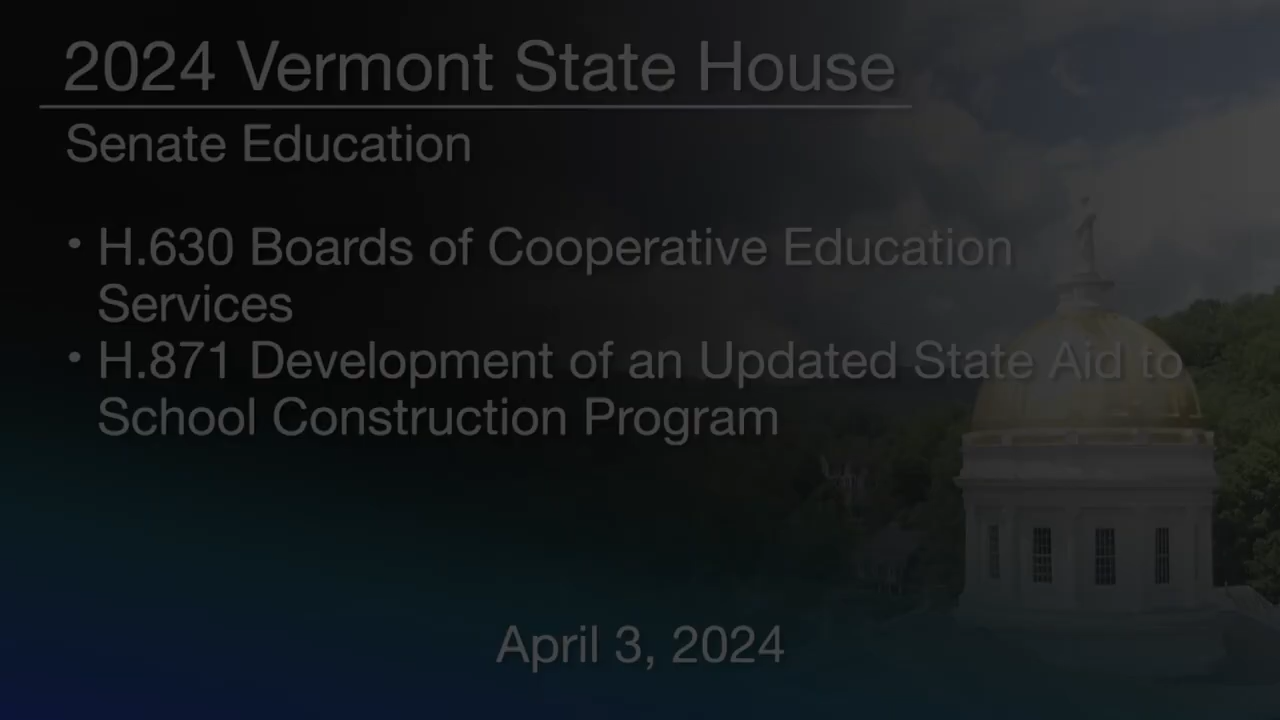 2024 Vermont State House
Senate Education
• H.630 Boards of Cooperative Education
Services
• H.871 Development of an Updated State Aid to
School Construction Program
April 3, 2024